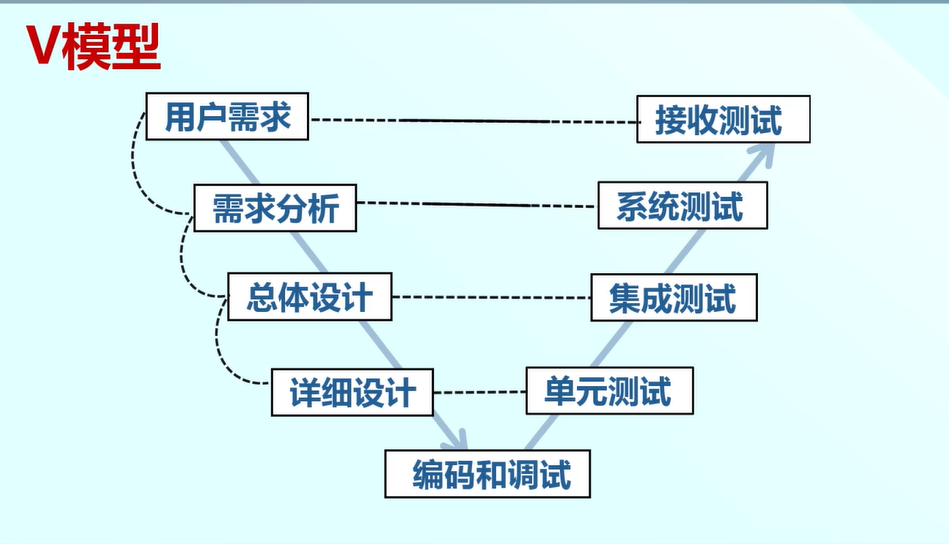 V模型
用户需求
接收测试
需求分析
系统测试
总体设计
集成测试
详细设计
单元测试
编码和调试